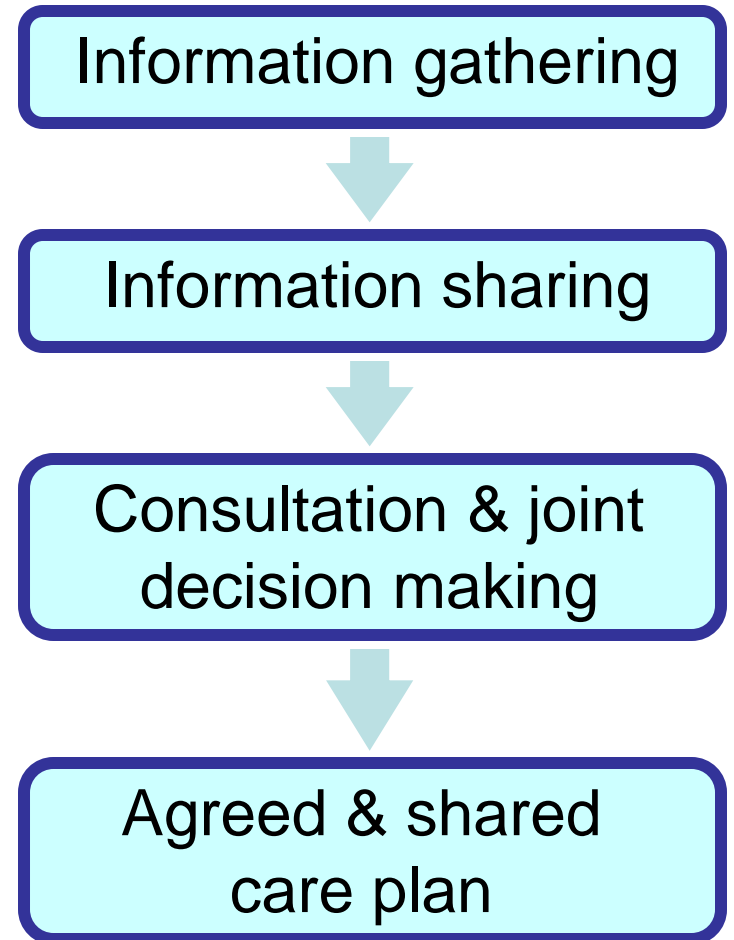 Information gathering
Information sharing
Consultation & joint
decision making
Agreed & shared
care plan